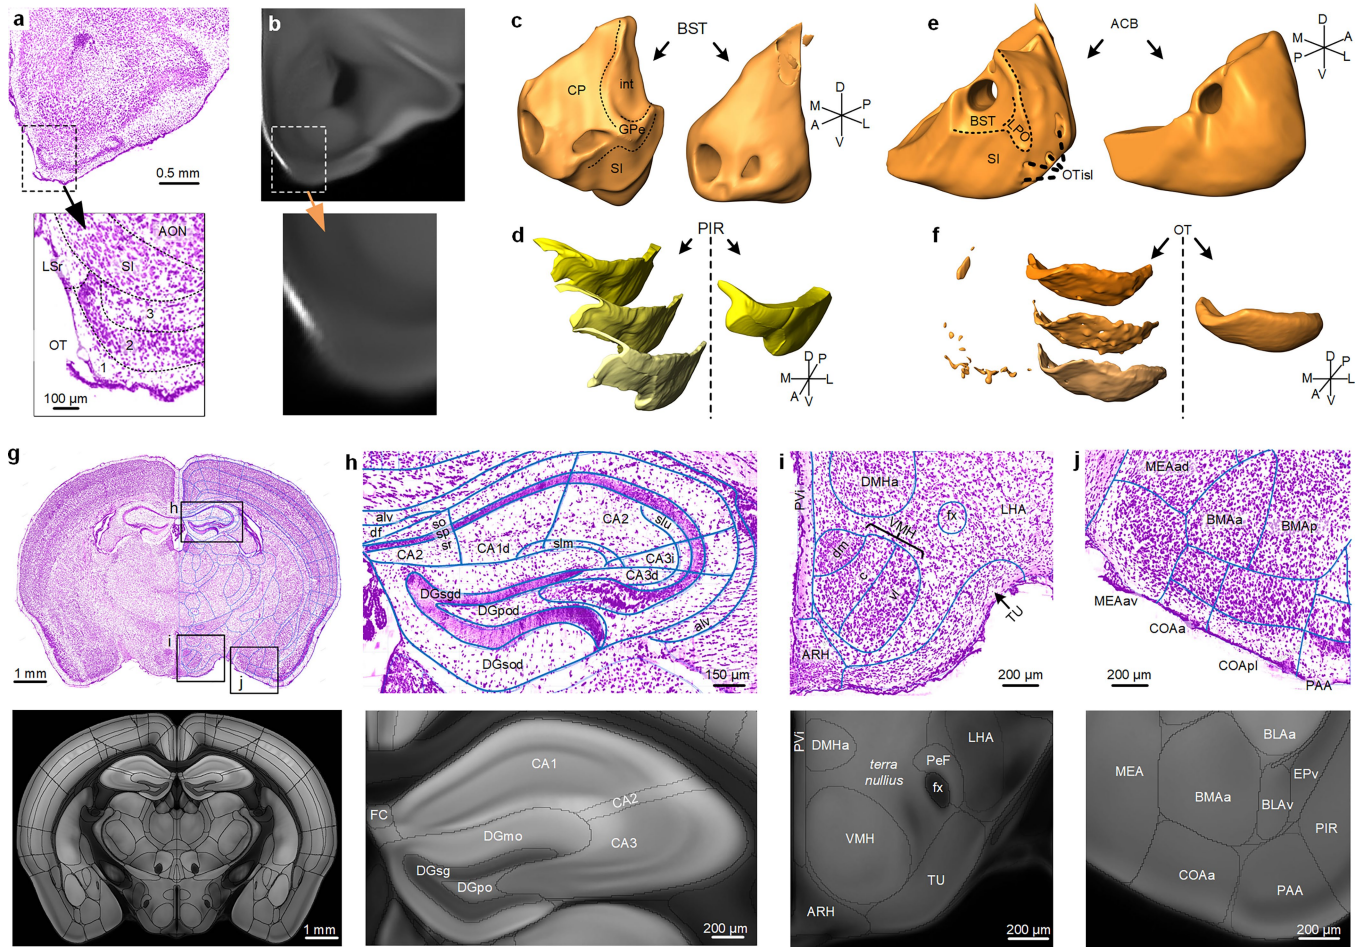 a
0.5 mm
AON
LSr
SI
3
2
OT
1
100 µm
b
c
BST
CP
int
GPe
SI
D
M
P
A
L
V
d
PIR
D
P
M
L
A
V
e
ACB
BST
LPO
SI
OTisl
D
M
A
P
L
V
f
OT
D
P
M
L
A
V
g
h
i
j
1 mm
1 mm
h
alv
df
so
sp
sr
CA2
CA1d
slm
CA2
slu
CA3i
CA3d
DGsgd
DGpod
DGsod
alv
150 µm
FC
CA1
CA2
DGmo
CA3
DGsg
DGpo
200 µm
i
PVi
DMHa
fx
LHA
VMH
dm
c
vl
TU
ARH
200 µm
PVi
DMHa
LHA
terra
nullius
PeF
fx
VMH
TU
ARH
200 µm
j
MEAad
BMAa
BMAp
MEAav
COAa
COApl
PAA
200 µm
BLAa
MEA
EPv
BMAa
BLAv
PIR
COAa
PAA
200 µm